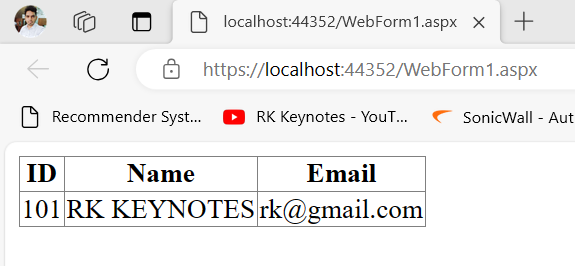 localhost:44352/WebForm1.aspx
https://localhost:44352/WebForm1.aspx
Recommender Syst... RK Keynotes - YouT... SonicWall - Aut
ID Name Email
101 RK KEYNOTES rk@gmail.com